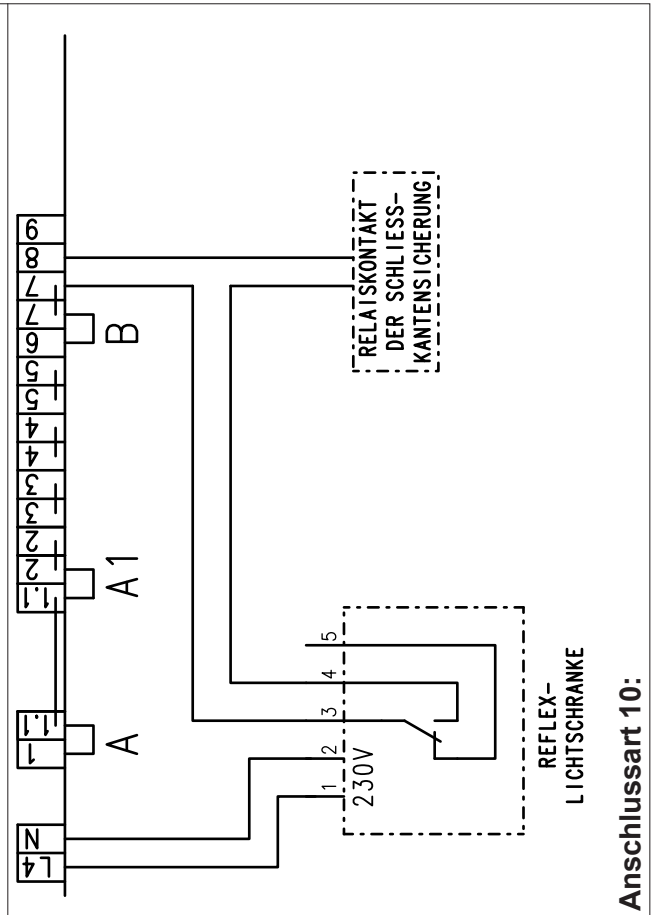 L4 N 1 1.1 1.1 2 2 3 3 4 4 5 5 6 7 7 8 9
A A1 B
1 2 3 4 5
230V
REFLEX-
LICHTSCHRANKE
RELAISKONTAKT
DER SCHLIESS-
KANTENSICHERUNG
Anschlussart 10: